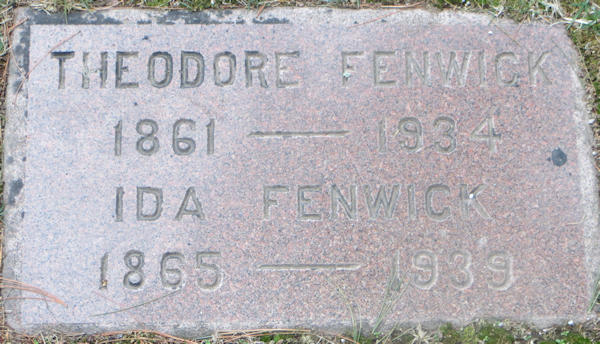 THEODORE FENWICK
1861 — 1934
IDA FENWICK
1865 — 1939